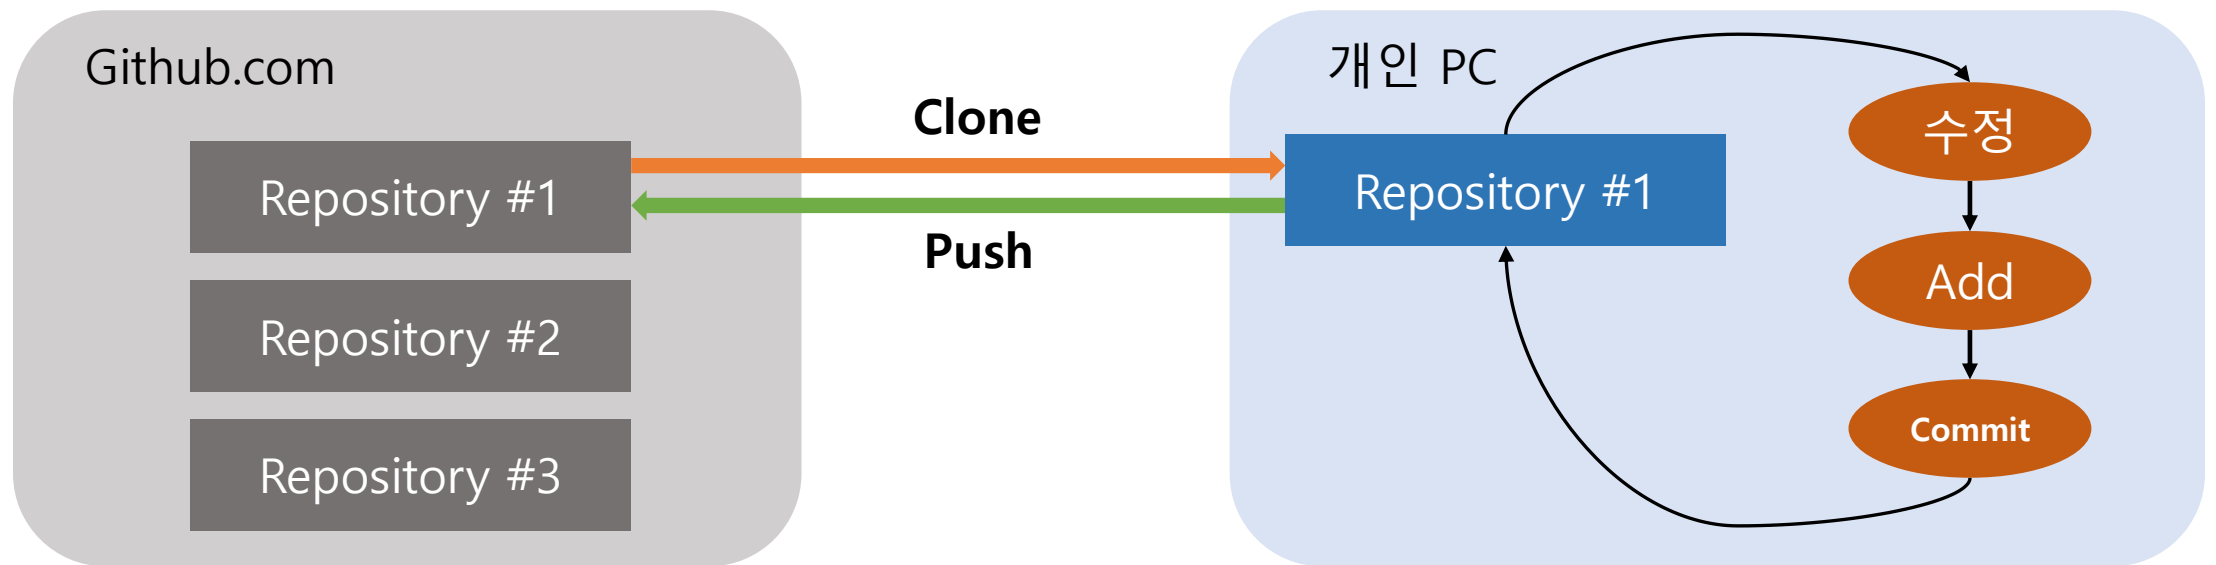 Github.com
Repository #1
Repository #2
Repository #3
Clone
Push
개인 PC
Repository #1
수정
Add
Commit